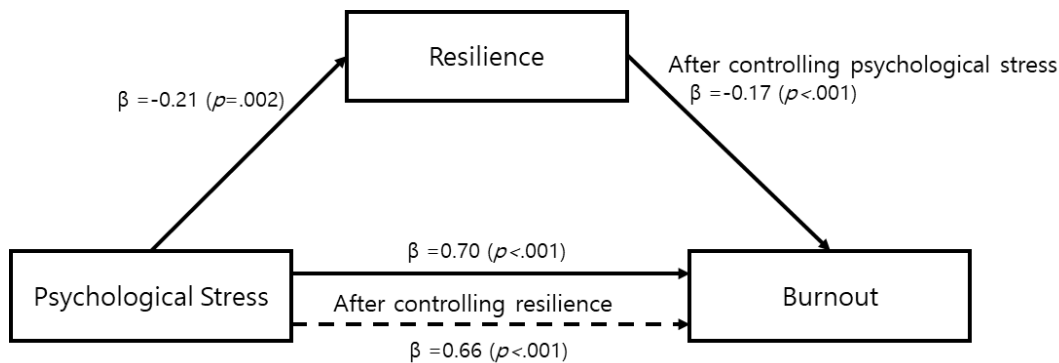 Resilience
After controlling psychological stress
β =-0.17 (p<.001)
β =-0.21 (p=.002)
β =0.70 (p<.001)
Psychological Stress
After controlling resilience
Burnout
β =0.66 (p<.001)